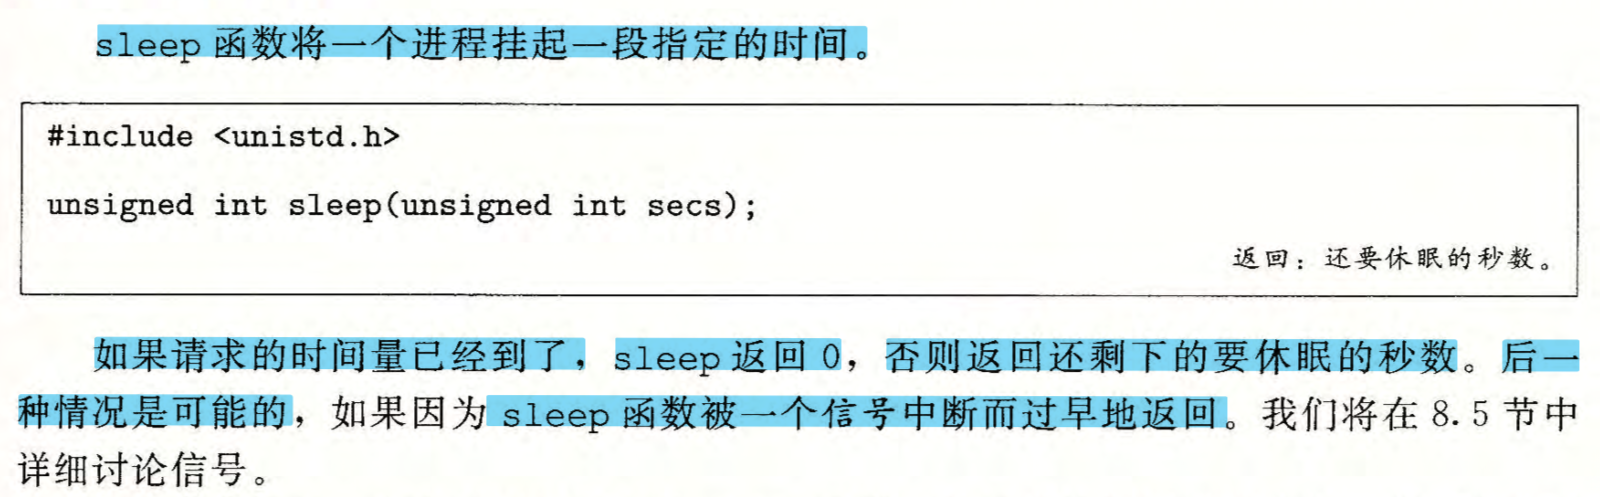 sleep 函数将一个进程挂起一段指定的时间。
#include <unistd.h>
unsigned int sleep(unsigned int secs);
返回：还要休眠的秒数。
如果请求的时间量已经到了，sleep 返回 0，否则返回还剩下的要休眠的秒数。后一
种情况是可能的，如果因为 sleep 函数被一个信号中断而过早地返回。我们将在 8.5 节中
详细讨论信号。